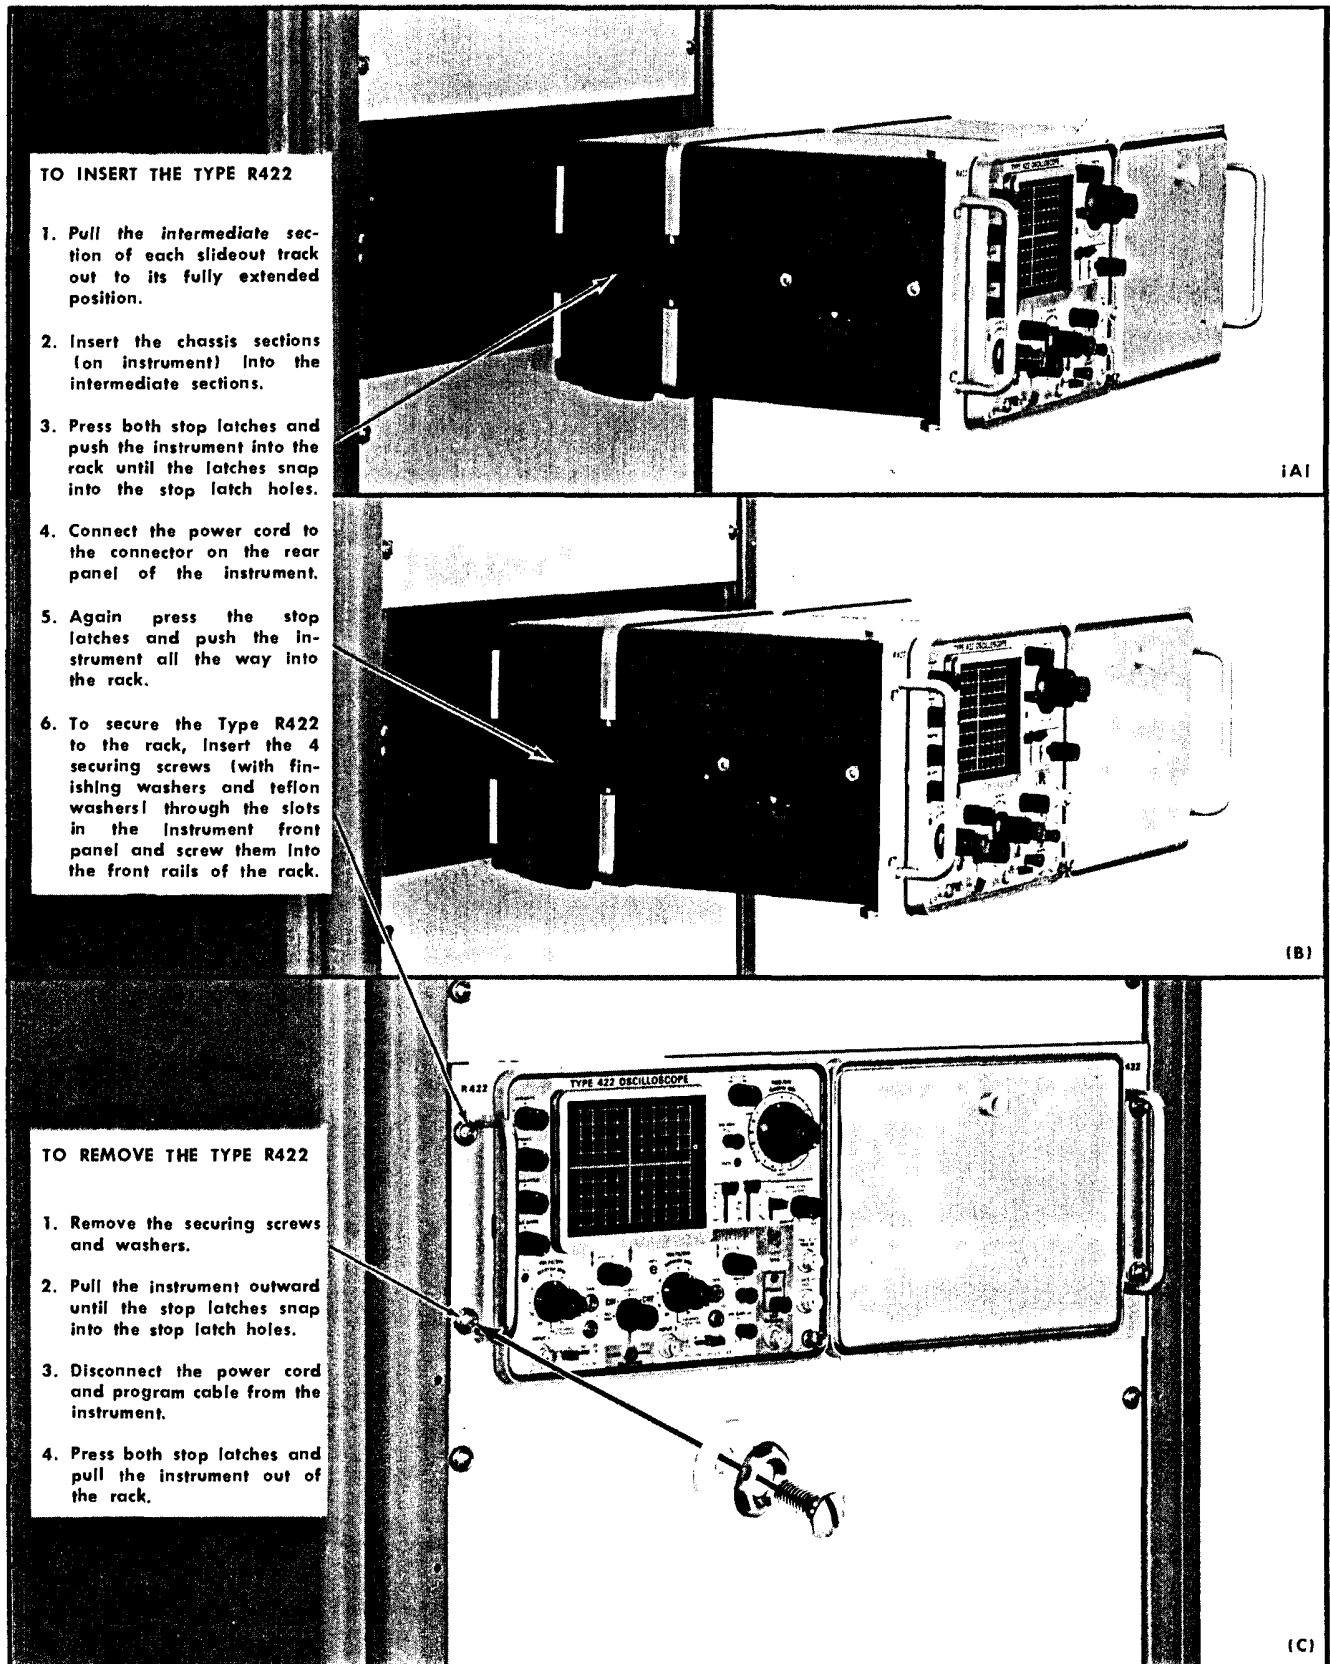 TO INSERT THE TYPE R422
1. Pull the intermediate sec-
tion of each slideout track
out to its fully extended
position.
2. Insert the chassis sections
(on instrument) into the
intermediate sections.
3. Press both stop latches and
push the instrument into the
rack until the latches snap
into the stop latch holes.
4. Connect the power cord to
the connector on the rear
panel of the instrument.
5. Again press the stop
latches and push the in-
strument all the way into
the rack.
6. To secure the Type R422
to the rack, insert the 4
securing screws (with fin-
ishing washers and teflon
washers) through the slots
in the instrument front
panel and screw them into
the front rails of the rack.
R422
TYPE 422 OSCILLOSCOPE
(A)
R422
TYPE 422 OSCILLOSCOPE
(B)
R422
TYPE 422 OSCILLOSCOPE
422
TO REMOVE THE TYPE R422
1. Remove the securing screws
and washers.
2. Pull the instrument outward
until the stop latches snap
into the stop latch holes.
3. Disconnect the power cord
and program cable from the
instrument.
4. Press both stop latches and
pull the instrument out of
the rack.
(C)